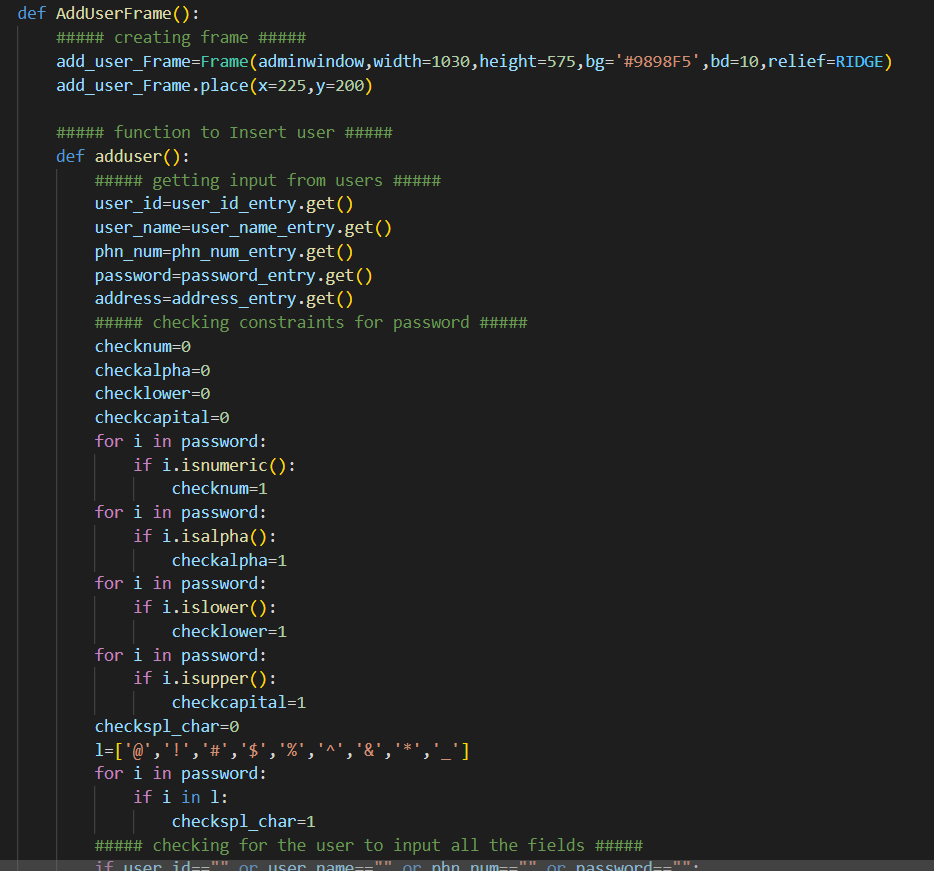 def AddUserFrame():
    ##### creating frame #####
    add_user_Frame=Frame(adminwindow,width=1030,height=575,bg='#9898F5',bd=10,relief=RIDGE)
    add_user_Frame.place(x=225,y=200)

    ##### function to Insert user #####
    def adduser():
        ##### getting input from users #####
        user_id=user_id_entry.get()
        user_name=user_name_entry.get()
        phn_num=phn_num_entry.get()
        password=password_entry.get()
        address=address_entry.get()
        ##### checking constraints for password #####
        checknum=0
        checkalpha=0
        checklower=0
        checkcapital=0
        for i in password:
            if i.isnumeric():
                checknum=1
        for i in password:
            if i.isalpha():
                checkalpha=1
        for i in password:
            if i.islower():
                checklower=1
        for i in password:
            if i.isupper():
                checkcapital=1
        checkspl_char=0
        l=['@','!','#','$','%','^','&','*','_']
        for i in password:
            if i in l:
                checkspl_char=1
        ##### checking for the user to input all the fields #####
        if user_id=="" or user_name=="" or phn_num=="" or password=="":